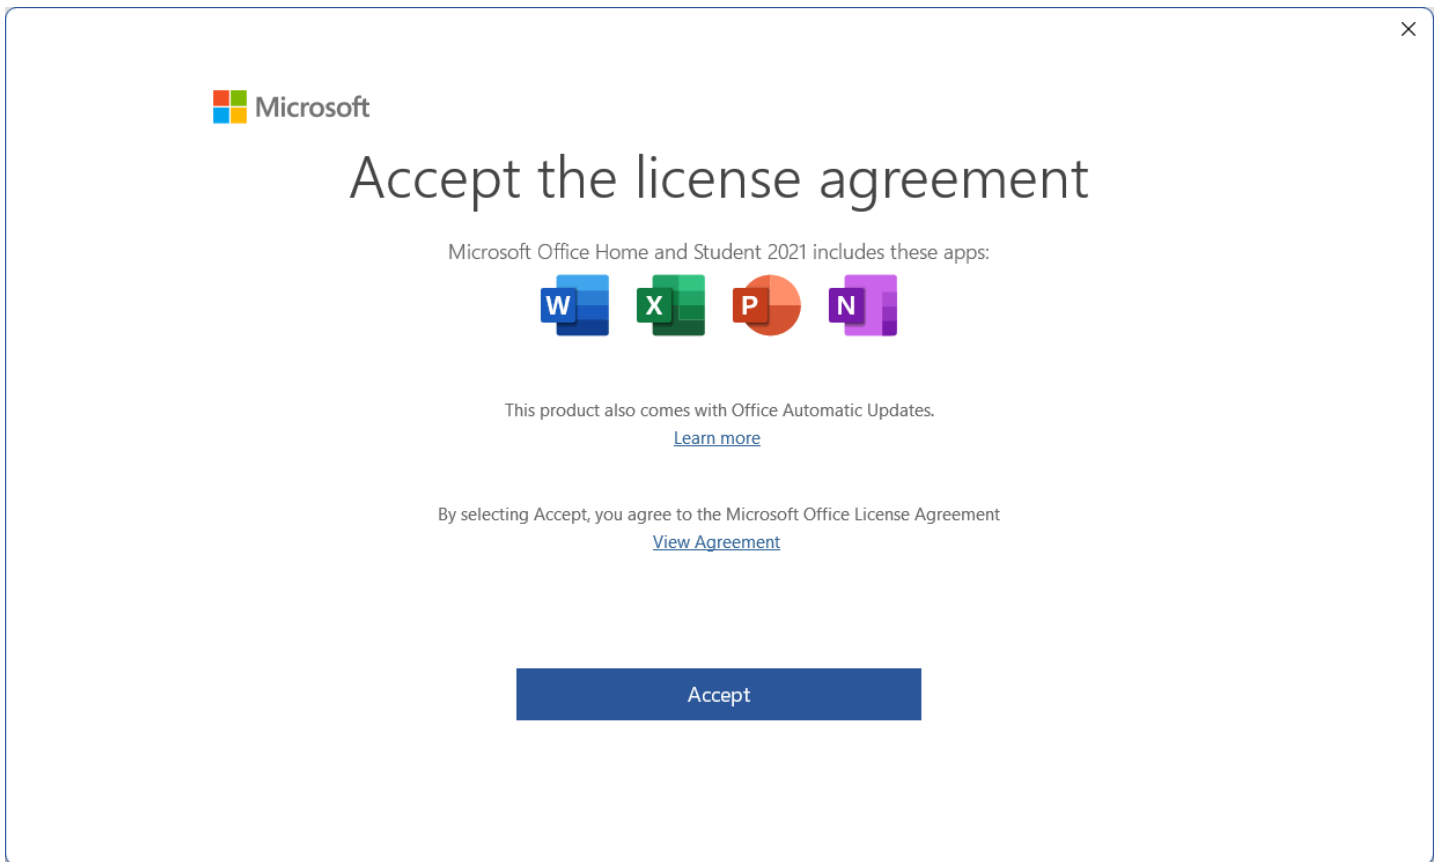 Microsoft
Accept the license agreement
Microsoft Office Home and Student 2021 includes these apps:
W X P N
This product also comes with Office Automatic Updates.
Learn more
By selecting Accept, you agree to the Microsoft Office License Agreement
View Agreement
Accept